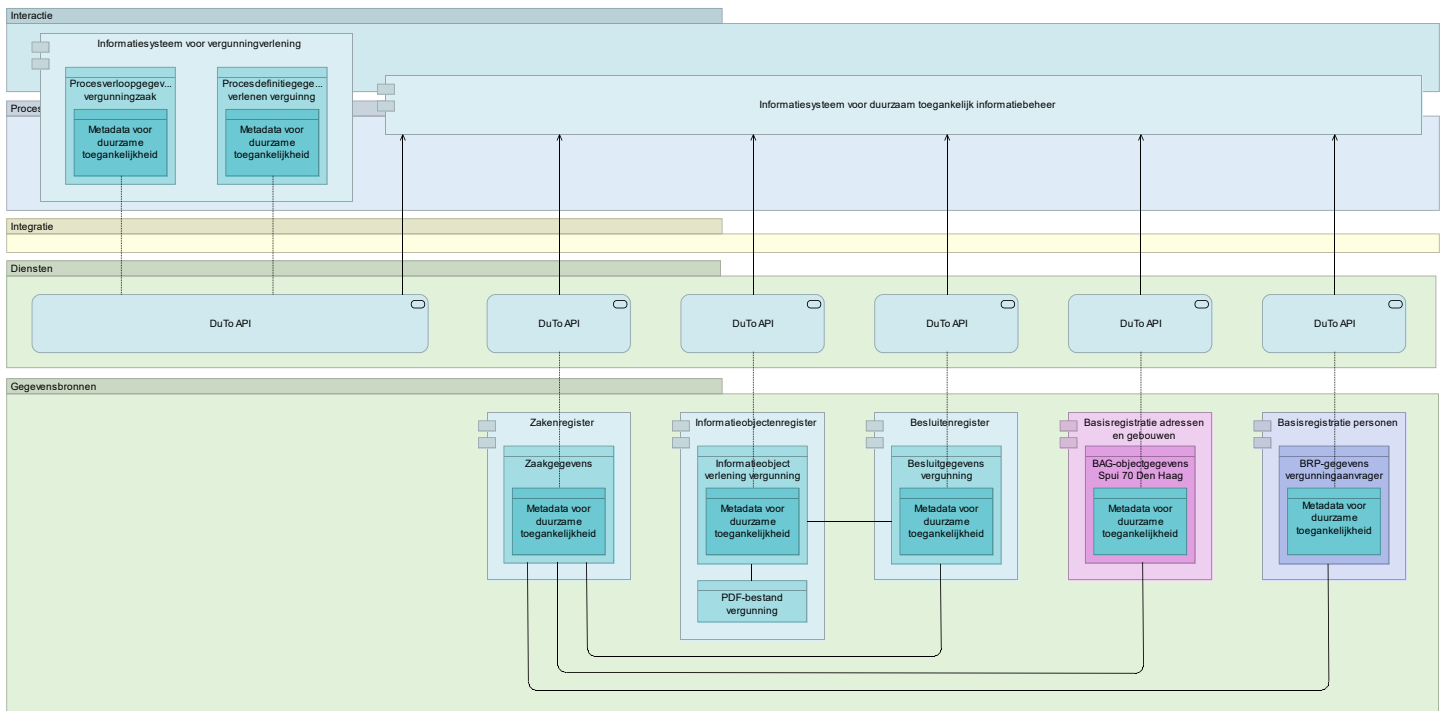 Interactie
Informatiesysteem voor vergunningverlening
Procesverloopgegev...
vergunningzaak
Metadata voor
duurzame
toegankelijkheid
Procesdefinitiegege...
verlenen verguinng
Metadata voor
duurzame
toegankelijkheid
Proces
Informatiesysteem voor duurzaam toegankelijk informatiebeheer
Integratie
Diensten
DuTo API
DuTo API
DuTo API
DuTo API
DuTo API
DuTo API
Gegevensbronnen
Zakenregister
Zaakgegevens
Metadata voor
duurzame
toegankelijkheid
Informatieobjectenregister
Informatieobject
verlening vergunning
Metadata voor
duurzame
toegankelijkheid
PDF-bestand
vergunning
Besluitenregister
Besluitgegevens
vergunning
Metadata voor
duurzame
toegankelijkheid
Basisregistratie adressen
en gebouwen
BAG-objectgegevens
Spui 70 Den Haag
Metadata voor
duurzame
toegankelijkheid
Basisregistratie personen
BRP-gegevens
vergunningaanvrager
Metadata voor
duurzame
toegankelijkheid